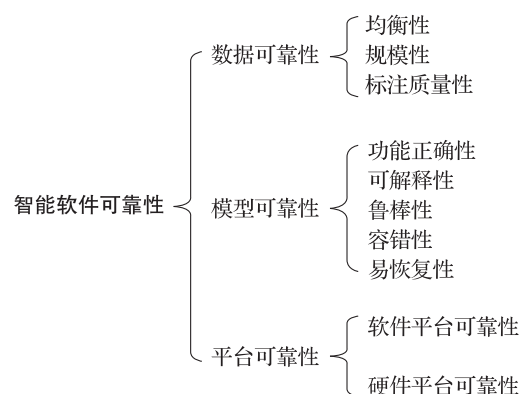 智能软件可靠性
数据可靠性
均衡性
规模性
标注质量性
模型可靠性
功能正确性
可解释性
鲁棒性
容错性
易恢复性
平台可靠性
软件平台可靠性
硬件平台可靠性